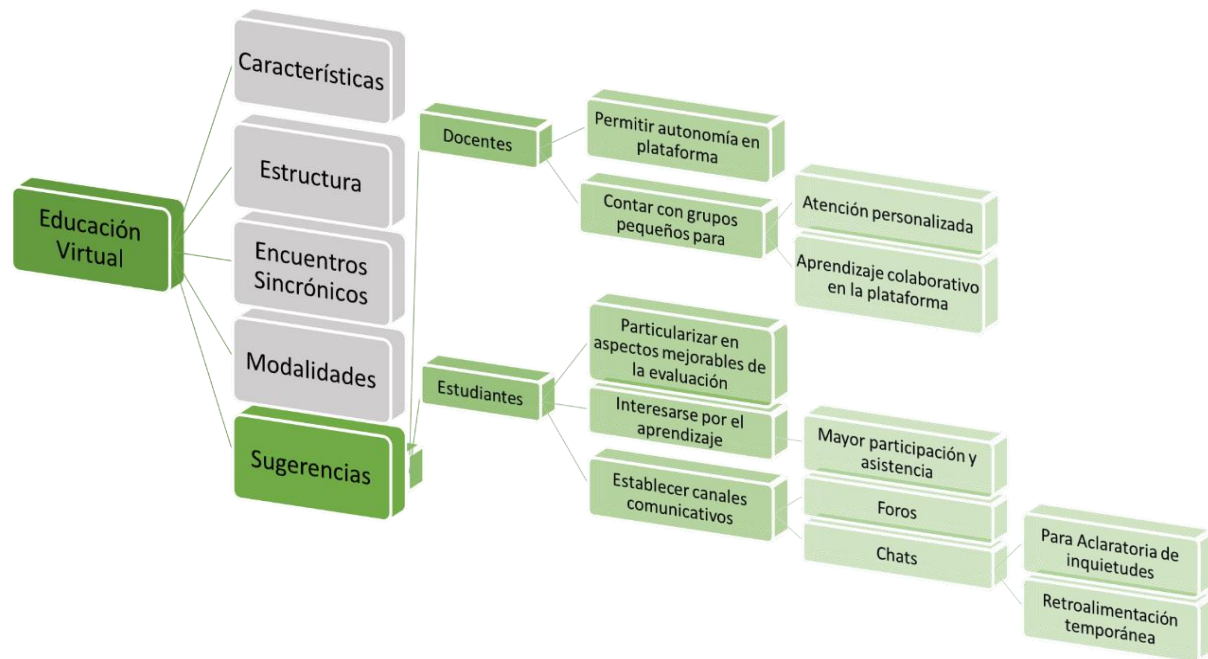 Educación
Virtual
Característícas
Estructura
Encuentros
Sincrónicos
Modalidades
Sugerencias
Docentes
Permitir autonomía en
plataforma
Contar con grupos
pequeños para
Atención personalizada
Aprendizaje colaborativo
en la plataforma
Estudiantes
Particularizar en
aspectos mejorables de
la evaluación
Interesarse por el
aprendizaje
Mayor participación y
asistencia
Establecer canales
comunicativos
Foros
Chats
Para Aclaratoria de
inquietudes
Retroalimentación
temporánea